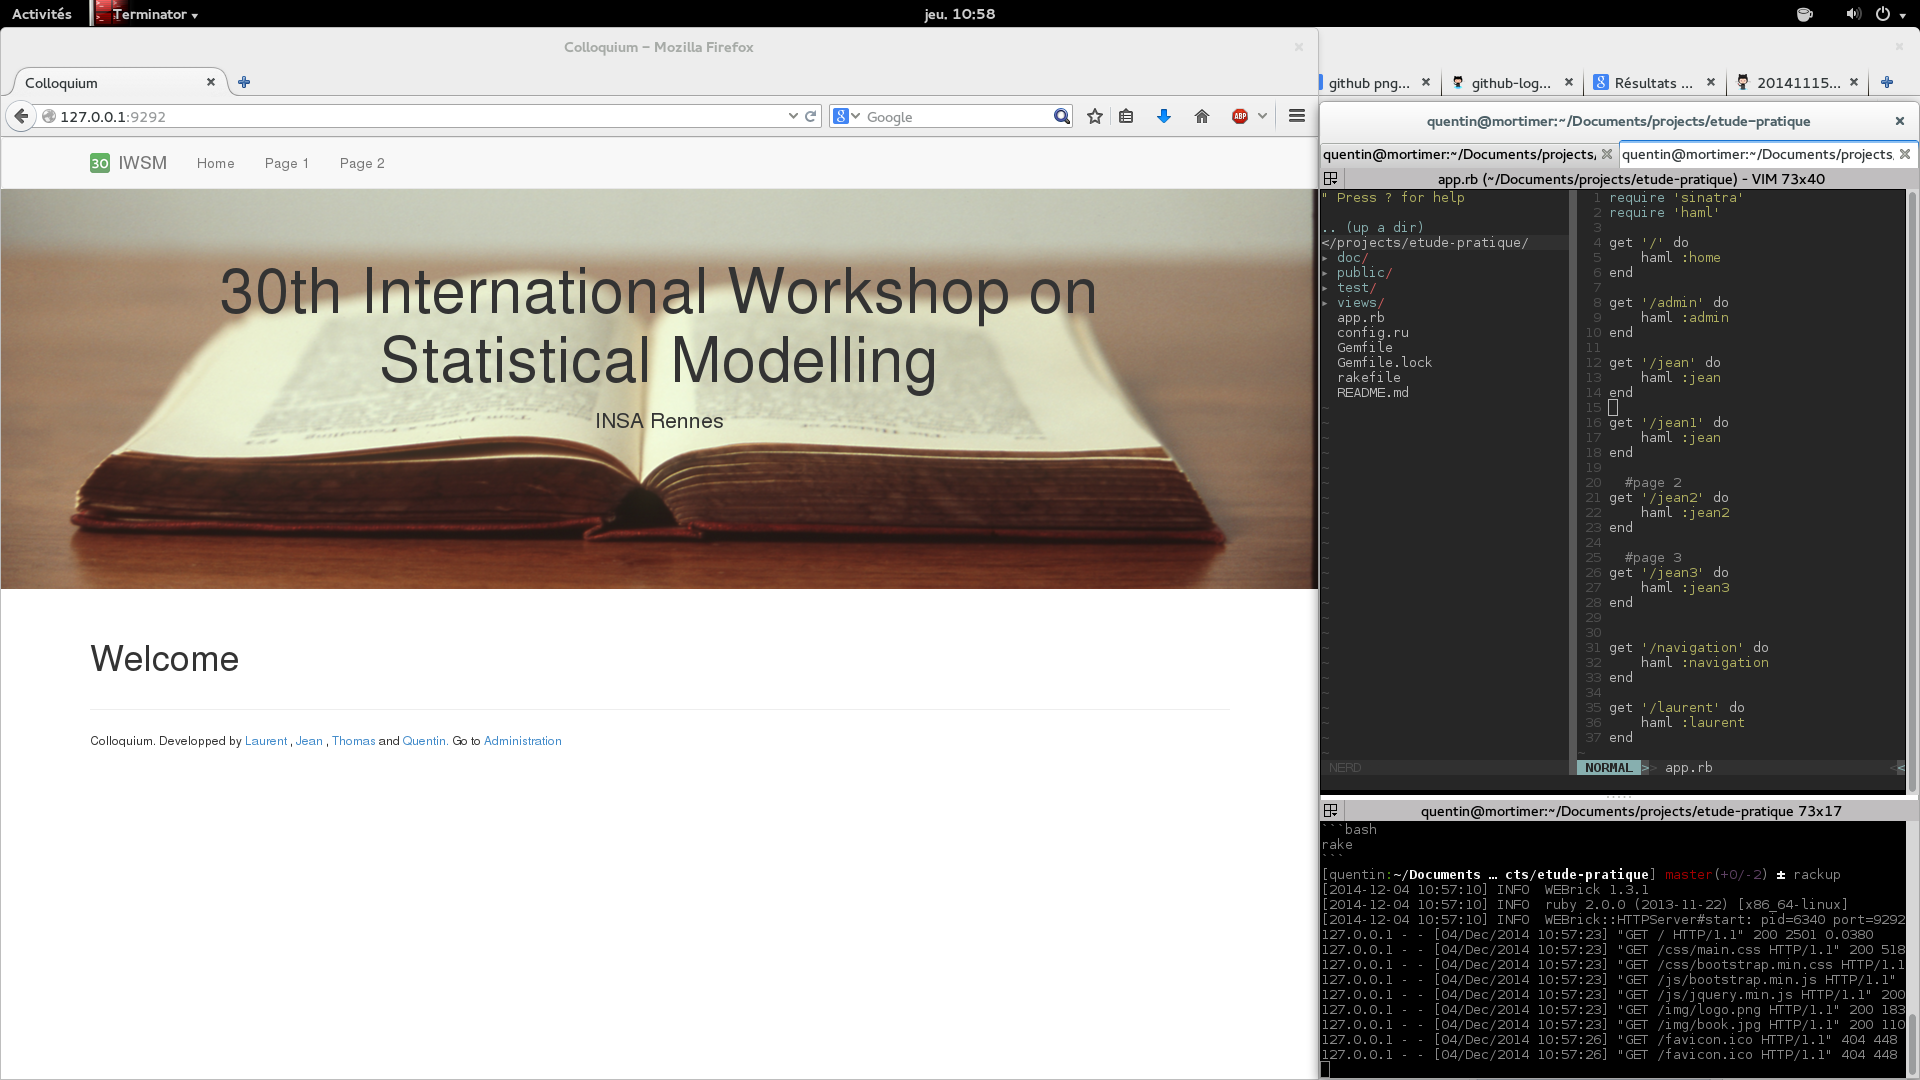 Activités
Terminator
jeu. 10:58
Colloquium – Mozilla Firefox
Colloquium
127.0.0.1:9292
Google
ABP
30 IWSM Home Page 1 Page 2
30th International Workshop on
Statistical Modelling
INSA Rennes
Welcome
Colloquium. Developped by Laurent , Jean , Thomas and Quentin. Go to Administration
github png...
github-log...
Résultats ...
20141115...
quentin@mortimer:~/Documents/projects/etude-pratique
quentin@mortimer:~/Documents/projects,
quentin@mortimer:~/Documents/projects,
app.rb (~/Documents/projects/etude-pratique) - VIM 73x40
" Press ? for help
.. (up a dir)
</projects/etude-pratique/
▸ doc/
▸ public/
▸ test/
▸ views/
app.rb
config.ru
Gemfile
Gemfile.lock
rakefile
README.md
NERD
1 require 'sinatra'
2 require 'haml'
3
4 get '/' do
5 haml :home
6 end
7
8 get '/admin' do
9 haml :admin
10 end
11
12 get '/jean' do
13 haml :jean
14 end
15
16 get '/jean1' do
17 haml :jean
18 end
19
20 #page 2
21 get '/jean2' do
22 haml :jean2
23 end
24
25 #page 3
26 get '/jean3' do
27 haml :jean3
28 end
29
30
31 get '/navigation' do
32 haml :navigation
33 end
34
35 get '/laurent' do
36 haml :laurent
37 end
NORMAL >> app.rb <<
quentin@mortimer:~/Documents/projects/etude-pratique 73x17
```bash
rake
```
[quentin:~/Documents … cts/etude-pratique] master(+0/-2) ± rackup
[2014-12-04 10:57:10] INFO WEBrick 1.3.1
[2014-12-04 10:57:10] INFO ruby 2.0.0 (2013-11-22) [x86_64-linux]
[2014-12-04 10:57:10] INFO WEBrick::HTTPServer#start: pid=6340 port=9292
127.0.0.1 - - [04/Dec/2014 10:57:23] "GET / HTTP/1.1" 200 2501 0.0380
127.0.0.1 - - [04/Dec/2014 10:57:23] "GET /css/main.css HTTP/1.1" 200 518
127.0.0.1 - - [04/Dec/2014 10:57:23] "GET /css/bootstrap.min.css HTTP/1.1
127.0.0.1 - - [04/Dec/2014 10:57:23] "GET /js/bootstrap.min.js HTTP/1.1"
127.0.0.1 - - [04/Dec/2014 10:57:23] "GET /js/jquery.min.js HTTP/1.1" 200
127.0.0.1 - - [04/Dec/2014 10:57:23] "GET /img/logo.png HTTP/1.1" 200 183
127.0.0.1 - - [04/Dec/2014 10:57:23] "GET /img/book.jpg HTTP/1.1" 200 110
127.0.0.1 - - [04/Dec/2014 10:57:26] "GET /favicon.ico HTTP/1.1" 404 448
127.0.0.1 - - [04/Dec/2014 10:57:26] "GET /favicon.ico HTTP/1.1" 404 448